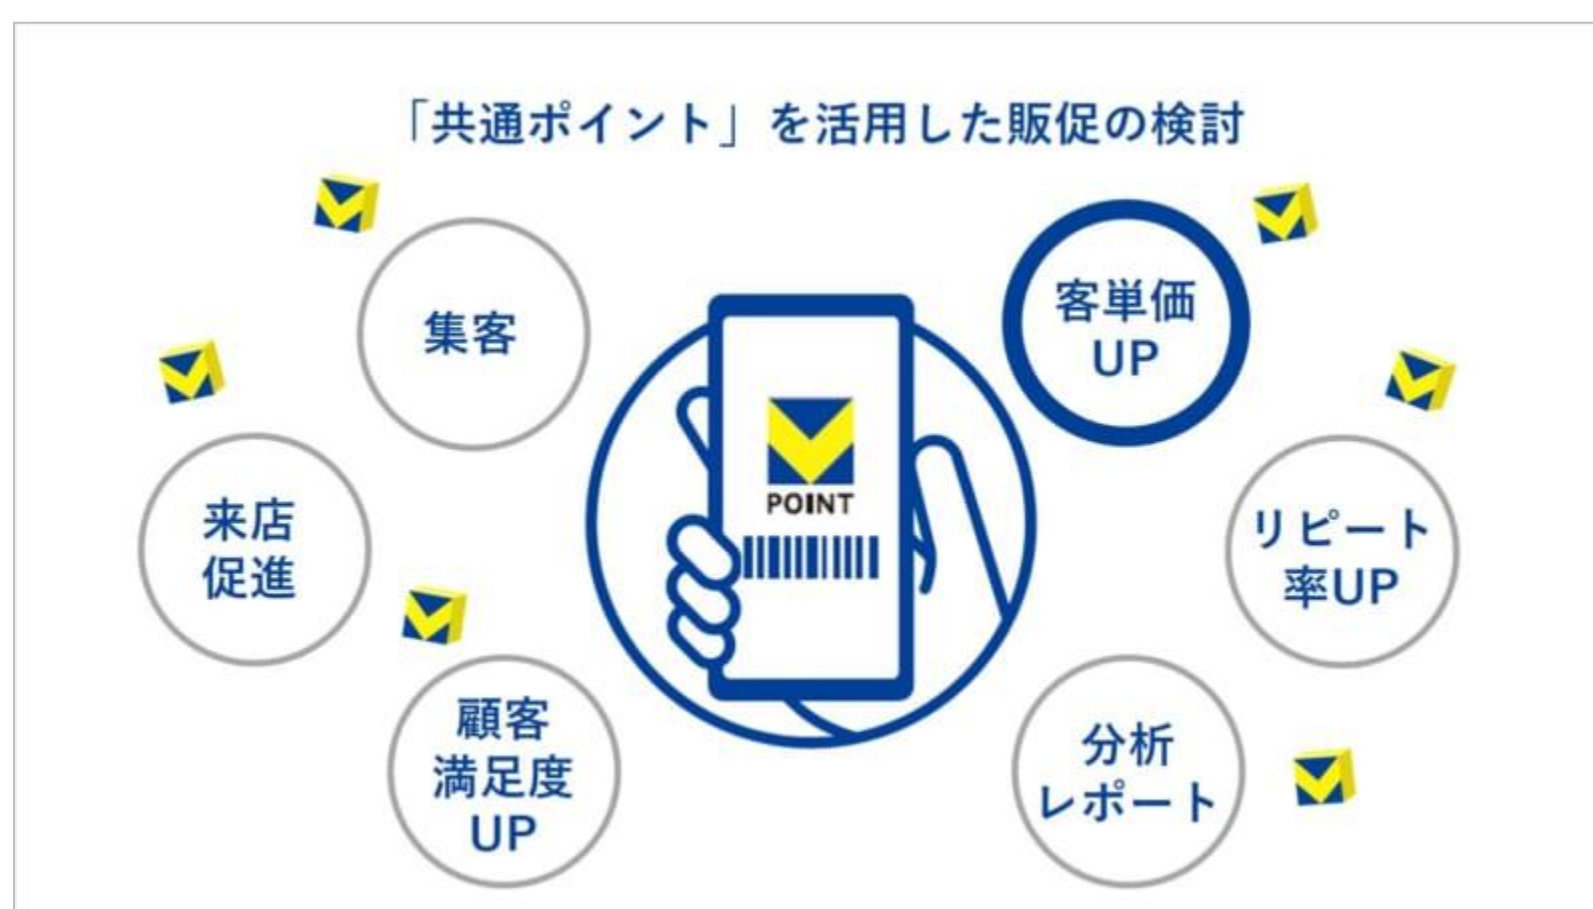 「共通ポイント」を活用した販促の検討
集客
客単価
UP
来店
促進
POINT
リピート
率UP
顧客
満足度
UP
分析
レポート